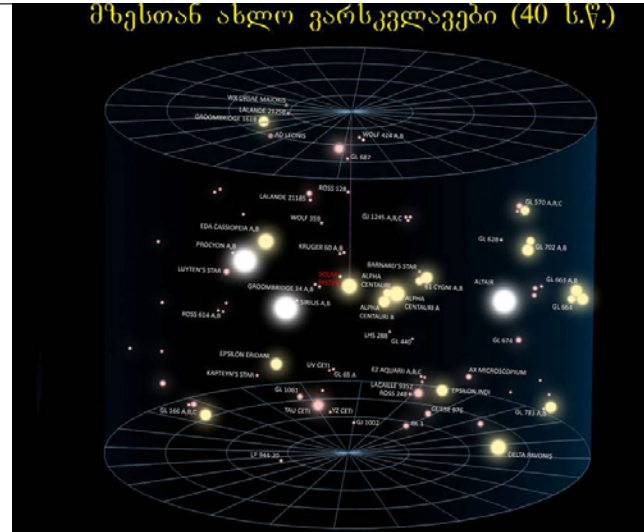 მზესთან ახლო ვარსკვლავები (40 ს.წ.)
WX URSAE MAJORIS
LALANDE 21258
GROOMBRIDGE 1618
AD LEONIS
WOLF 424 A,B
GL 687
ROSS 128
LALANDE 21185
GL 570 A,B,C
WOLF 359
GJ 1245 A,B,C
EDA CASSIOPEIA A,B
GL 628
GL 702 A,B
PROCYON A,B
KRUGER 60 A,B
LUYTEN'S STAR
BARNARD'S STAR
SOLAR SYSTEM
ALPHA CENTAURI
61 CYGNI A,B
ALTAIR
GL 663 A,B
GROOMBRIDGE 34 A,B
SIRIUS A,B
ALPHA CENTAURI B
ALPHA CENTAURI A
GL 664
ROSS 614 A,B
LHS 288
GL 440
GL 674
EPSILON ERIDANI
UV CETI
GL 65 A
KAPTEYN'S STAR
EZ AQUARII A,B,C
AX MICROSCOPIUM
LACAILLE 9352
ROSS 248
EPSILON INDI
GL 1061
GL 166 A,B,C
TAU CETI
YZ CETI
GJ 1002
GL 783 A,B
DELTA PAVONIS
LP 944-20